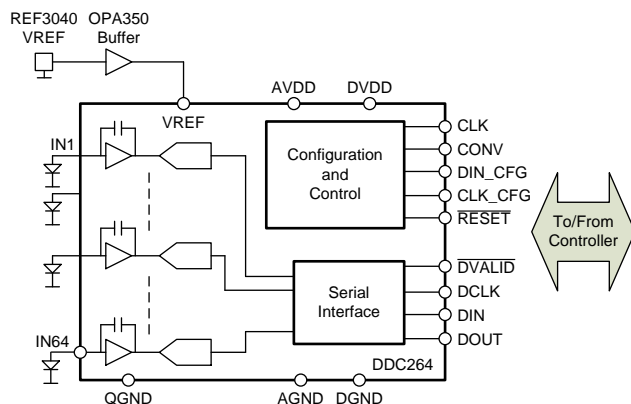 REF3040 OPA350
VREF Buffer
AVDD DVDD
VREF
IN1
Configuration
and
Control
CLK
CONV
DIN_CFG
CLK_CFG
RESET
To/From
Controller
Serial
Interface
DVALID
DCLK
DIN
DOUT
IN64
DDC264
QGND AGND DGND